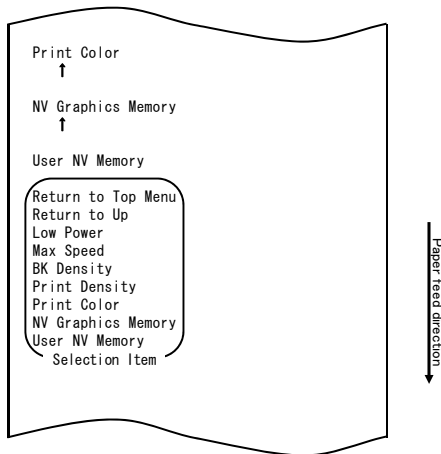 Print Color
↑
NV Graphics Memory
↑
User NV Memory
Return to Top Menu
Return to Up
Low Power
Max Speed
BK Density
Print Density
Print Color
NV Graphics Memory
User NV Memory
Selection Item
Paper feed direction